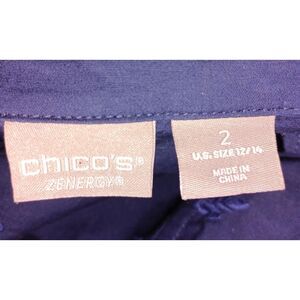 chico's®
ZENERGY®
2
U.S. SIZE 12/14
MADE IN
CHINA